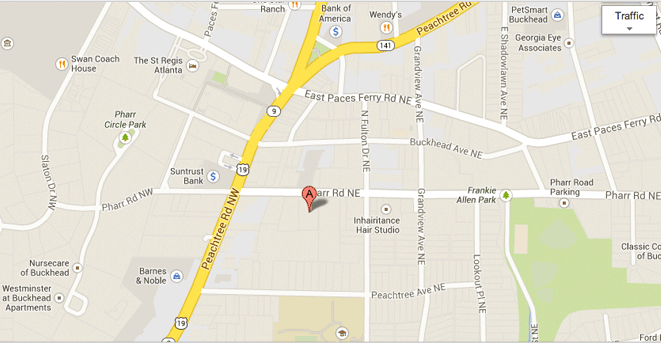 Ranch
Bank of
America
Wendy's
PetSmart
Buckhead
Traffic
Georgia Eye
Associates
Swan Coach
House
The St Regis
Atlanta
Paces Ferry Rd NW
141
Peachtree Rd
Grandview Ave NE
E Shadowlawn Ave NE
East Paces Ferry Rd NE
East Paces Ferry Rd
9
Pharr
Circle Park
N Fulton Dr NE
Buckhead Ave NE
Slaton Dr NW
Suntrust
Bank
19
Pharr Rd NW
A
Pharr Rd NE
Frankie
Allen Park
Pharr Road
Parking
Pharr Rd NE
Peachtree Rd NW
Inhairitance
Hair Studio
Grandview Ave NE
Classic Co
of Buc
Nursecare
of Buckhead
Barnes
& Noble
Lookout Pl NE
Westminster
at Buckhead
Apartments
Peachtree Ave NE
19
St NE
Ford